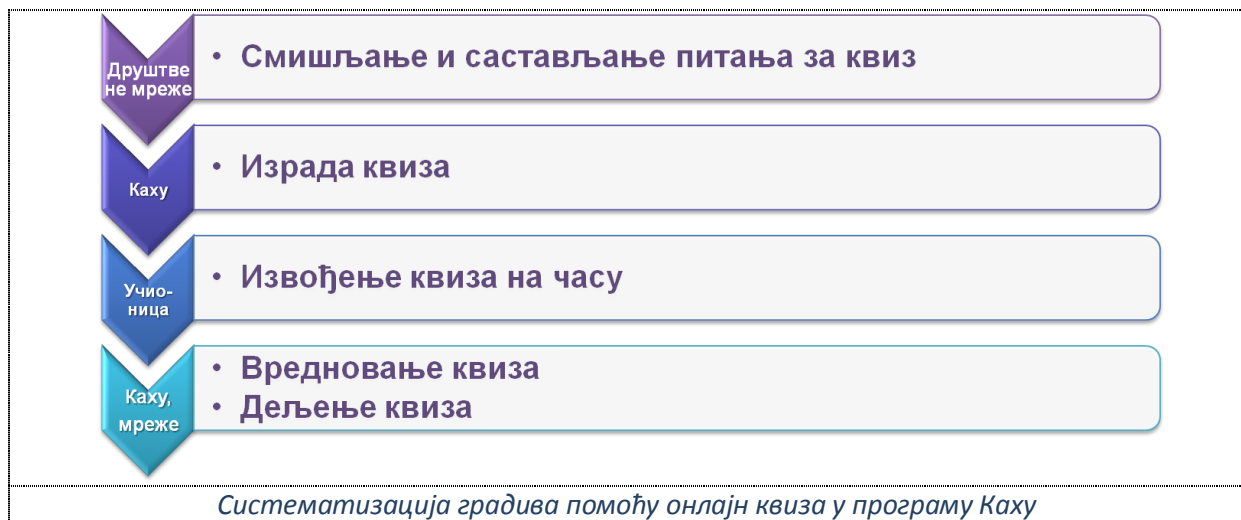 Друштве
не мреже
• Смишљање и састављање питања за квиз
Каху
• Израда квиза
Учио-
ница
• Извођење квиза на часу
Каху,
мреже
• Вредновање квиза
• Дељење квиза
Систематизација градива помоћу онлајн квиза у програму Каху